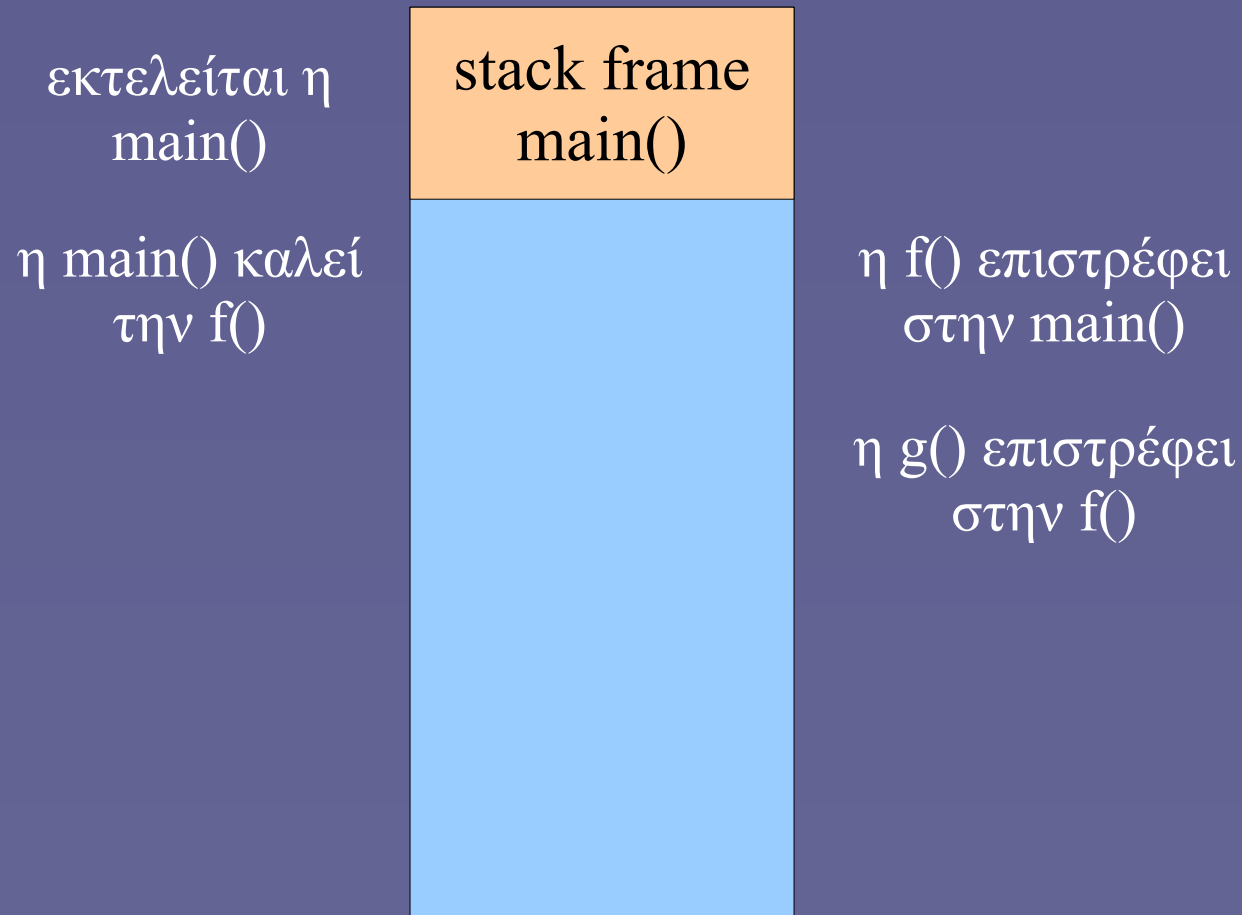 εκτελείται η
main()
η main() καλεί
την f()
stack frame
main()
η f() επιστρέφει
στην main()
η g() επιστρέφει
στην f()